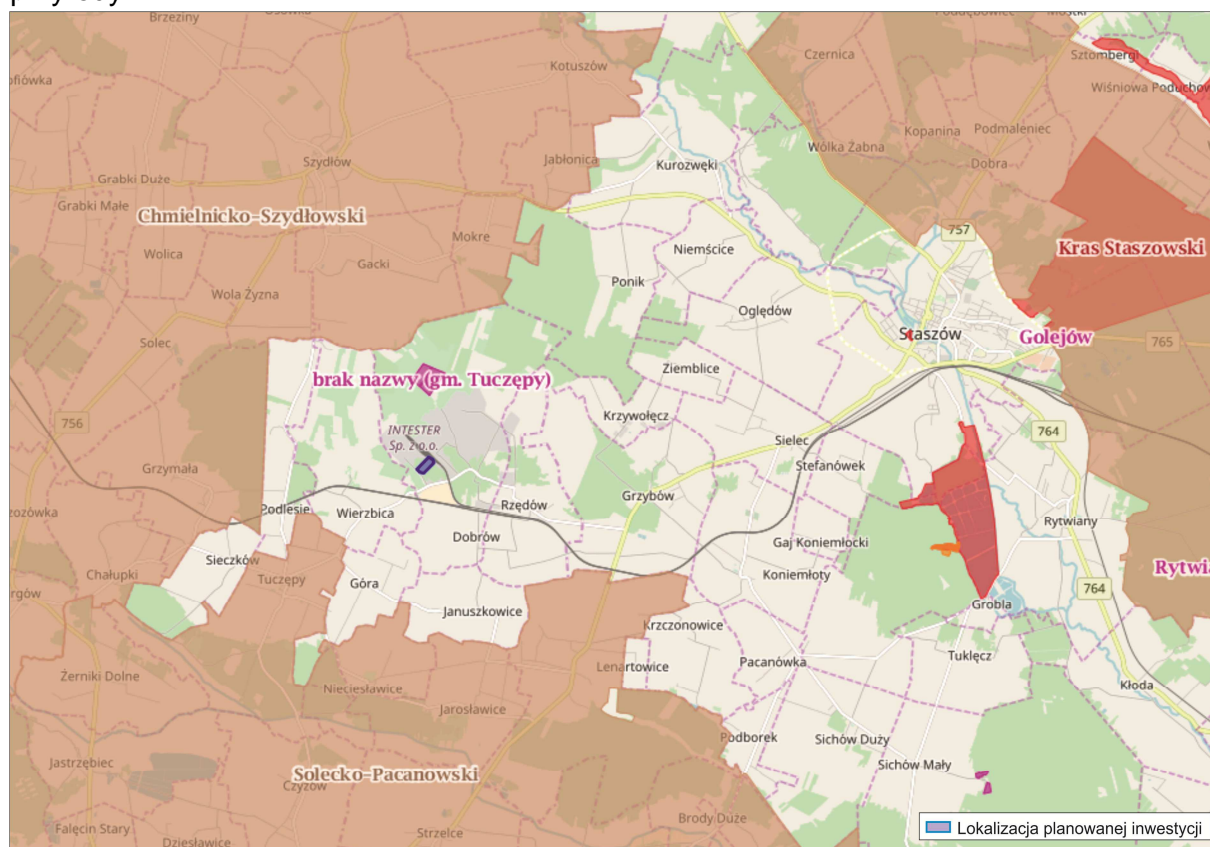 Brzeziny
Kotuszów
Czernica
Sztombergi
Wiśniowa Poduchow
Kopanina
Podmaleniec
Wólka Żabna
Dobra
Szydłów
Jabłonica
Kurozwęki
Grabki Duże
Grabki Małe
Chmielnicko-Szydłowski
757
Kras Staszowski
Mokre
Niemścice
Wolica
Gacki
Ponik
Wola Żyzna
Oględów
Staszów
Golejów
765
Solec
Ziemblice
brak nazwy (gm. Tuczępy)
756
Krzywołęcz
INTESTER
Sp. z o.o.
764
Sielec
Grzymała
Stefanówek
Grzybów
Podlesie
Wierzbica
Rzędów
Rytwiany
Dobrów
Gaj Koniemłocki
Sieczków
Rytwia
Chałupki
Tuczępy
Góra
Koniemłoty
764
Januszkowice
Grobla
Krzczonowice
Tuklęcz
Lenartowice
Pacanówka
Żerniki Dolne
Nieciesławice
Kłoda
Jarosławice
Podborek
Sichów Duży
Jastrzębiec
Sichów Mały
Solecko-Pacanowski
Czyżów
Brody Duże
Falęcin Stary
Strzelce
Dziesławice
Lokalizacja planowanej inwestycji